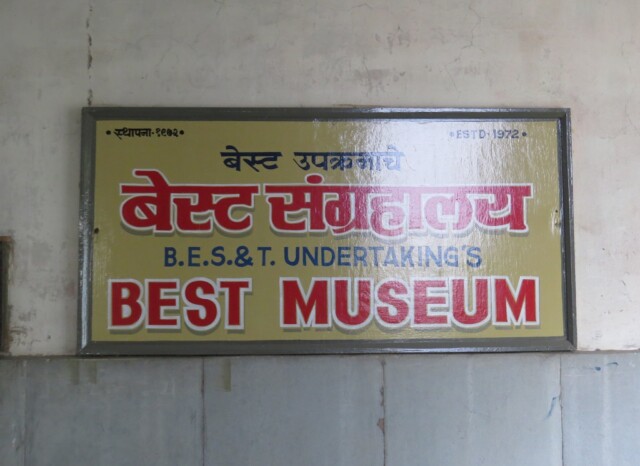 • स्थापना-१९७२ • • ESTD-1972 •
बेस्ट उपक्रमाचे
बेस्ट संग्रहालय
B.E.S.&T. UNDERTAKING'S
BEST MUSEUM